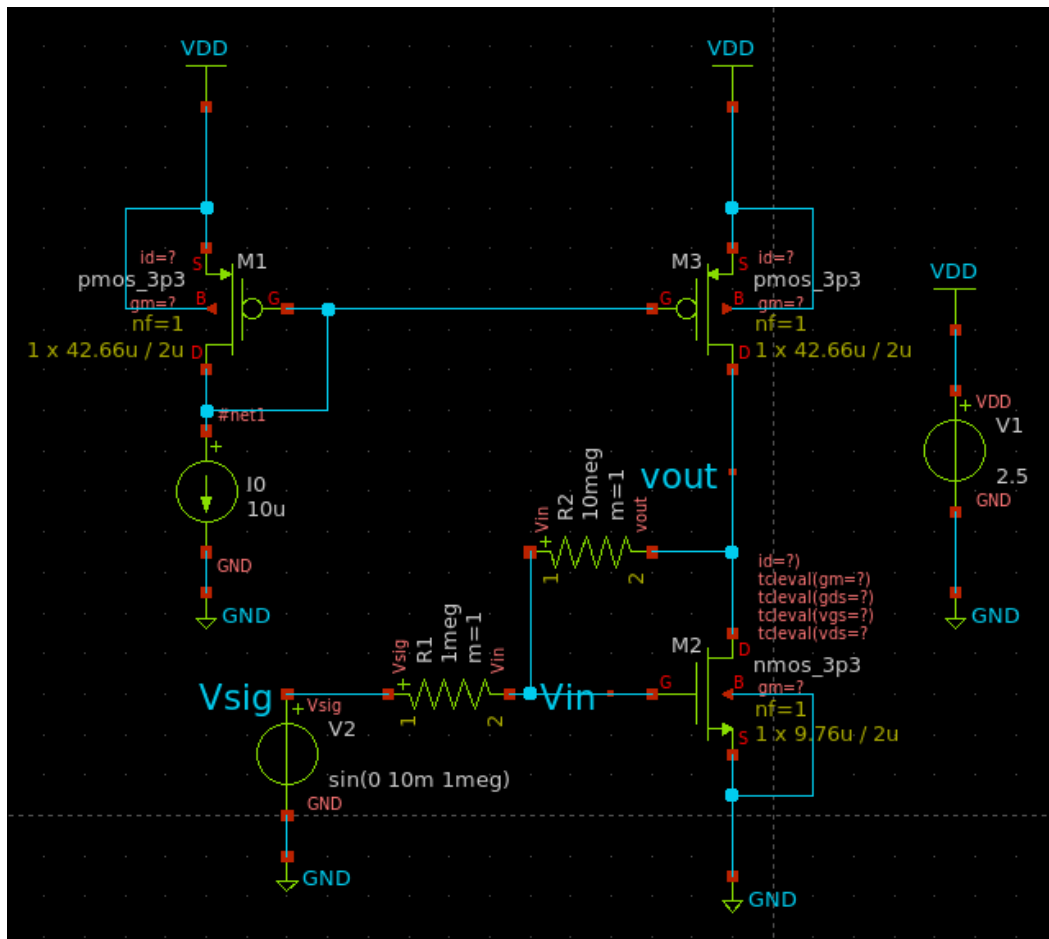 VDD
VDD
id=?
S
M1
pmos_3p3
B
gm=?
G
nf=1
1 x 42.66u / 2u
D
#net1
+
I0
10u
GND
GND
M3
S
id=?
pmos_3p3
G
B
gm=?
nf=1
D
1 x 42.66u / 2u
VDD
+
VDD
V1
2.5
GND
GND
vout
Vin
+
R2
10meg
m=1
vout
1
2
id=?)
tcleval(gm=?)
tcleval(gds=?)
tcleval(vgs=?)
tcleval(vds=?
M2
D
nmos_3p3
G
B
gm=?
nf=1
S
1 x 9.76u / 2u
GND
Vsig
+
R1
1meg
m=1
Vin
1
2
Vsig
Vin
+
Vsig
V2
sin(0 10m 1meg)
GND
GND